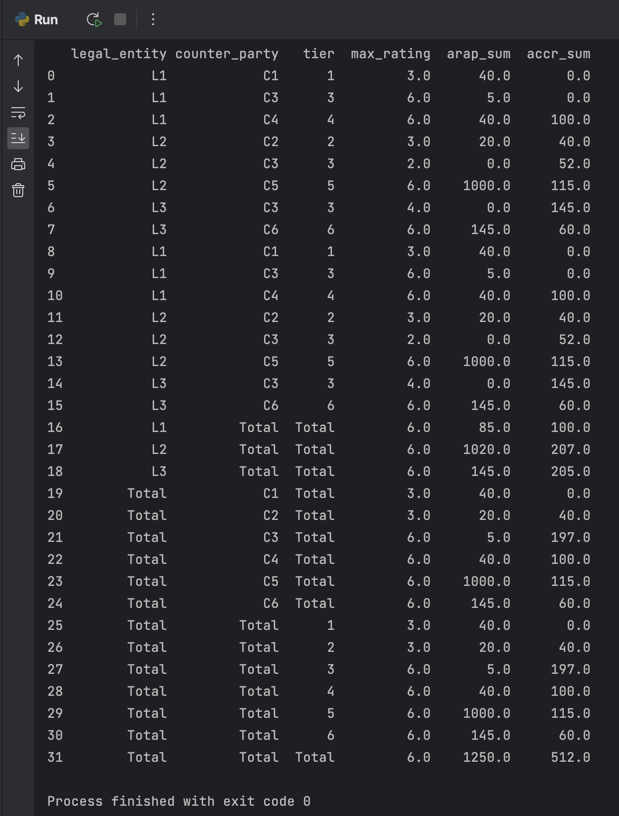 Run
legal_entity counter_party tier max_rating arap_sum accr_sum
0 L1 C1 1 3.0 40.0 0.0
1 L1 C3 3 6.0 5.0 0.0
2 L1 C4 4 6.0 40.0 100.0
3 L2 C2 2 3.0 20.0 40.0
4 L2 C3 3 2.0 0.0 52.0
5 L2 C5 5 6.0 1000.0 115.0
6 L3 C3 3 4.0 0.0 145.0
7 L3 C6 6 6.0 145.0 60.0
8 L1 C1 1 3.0 40.0 0.0
9 L1 C3 3 6.0 5.0 0.0
10 L1 C4 4 6.0 40.0 100.0
11 L2 C2 2 3.0 20.0 40.0
12 L2 C3 3 2.0 0.0 52.0
13 L2 C5 5 6.0 1000.0 115.0
14 L3 C3 3 4.0 0.0 145.0
15 L3 C6 6 6.0 145.0 60.0
16 L1 Total Total 6.0 85.0 100.0
17 L2 Total Total 6.0 1020.0 207.0
18 L3 Total Total 6.0 145.0 205.0
19 Total C1 Total 3.0 40.0 0.0
20 Total C2 Total 3.0 20.0 40.0
21 Total C3 Total 6.0 5.0 197.0
22 Total C4 Total 6.0 40.0 100.0
23 Total C5 Total 6.0 1000.0 115.0
24 Total C6 Total 6.0 145.0 60.0
25 Total Total 1 3.0 40.0 0.0
26 Total Total 2 3.0 20.0 40.0
27 Total Total 3 6.0 5.0 197.0
28 Total Total 4 6.0 40.0 100.0
29 Total Total 5 6.0 1000.0 115.0
30 Total Total 6 6.0 145.0 60.0
31 Total Total Total 6.0 1250.0 512.0
Process finished with exit code 0